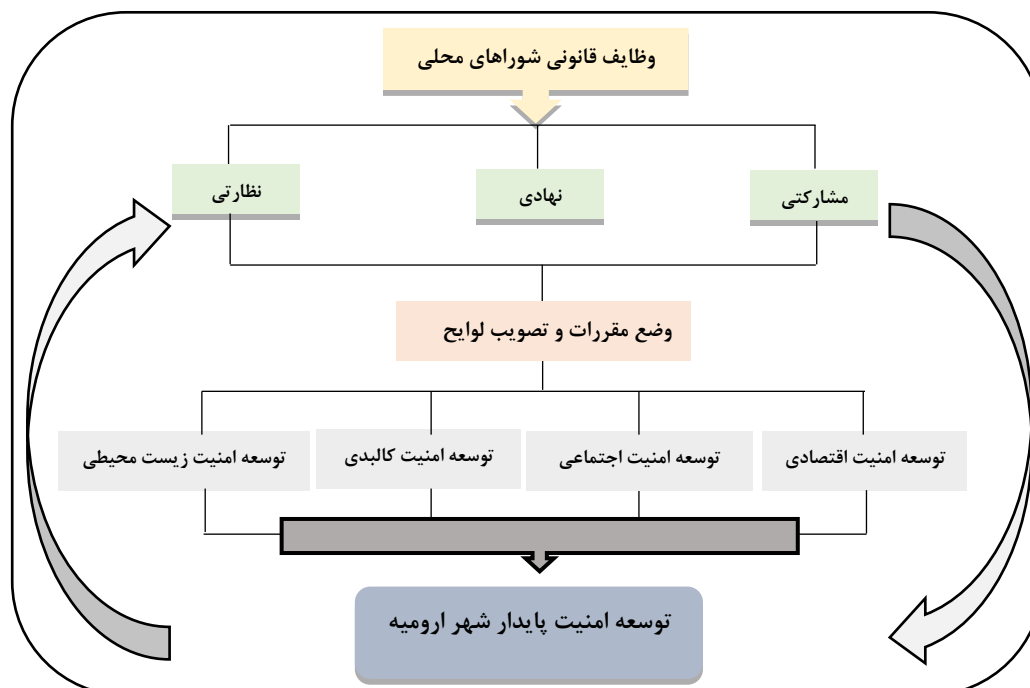 وظایف قانونی شوراهای محلی
مشارکتی
نهادی
نظارتی
وضع مقررات و تصویب لوایح
توسعه امنیت اقتصادی
توسعه امنیت اجتماعی
توسعه امنیت کالبدی
توسعه امنیت زیست محیطی
توسعه امنیت پایدار شهر ارومیه